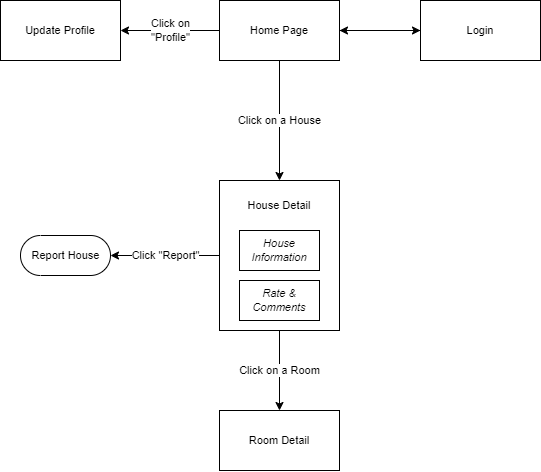 Update Profile
Click on
"Profile"
Home Page
Login
Click on a House
House Detail
House
Information
Report House
Click "Report"
Rate &
Comments
Click on a Room
Room Detail